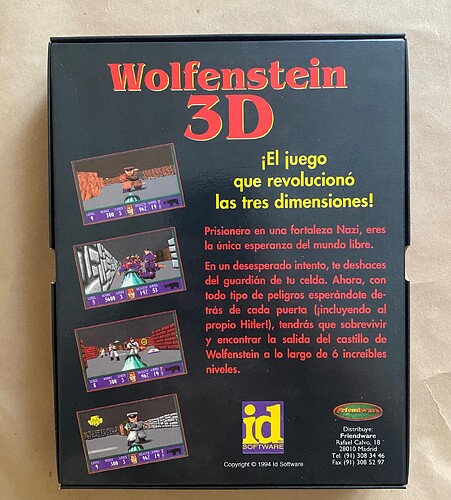 Wolfenstein
3D
¡El juego
que revolucionó
las tres dimensiones!
Prisionero en una fortaleza Nazi, eres
la única esperanza del mundo libre.
En un desesperado intento, te deshaces
del guardián de tu celda. Ahora, con
todo tipo de peligros esperándote de-
trás de cada puerta (¡incluyendo al
propio Hitler!), tendrás que sobrevivir
y encontrar la salida del castillo de
Wolfenstein a lo largo de 6 increíbles
niveles.
id
SOFTWARE
Copyright © 1994 Id Software
Friendware
Distribuye:
Friendware
Rafael Calvo, 18
28010 Madrid
Tel. (91) 308 34 46
Fax (91) 308 52 97